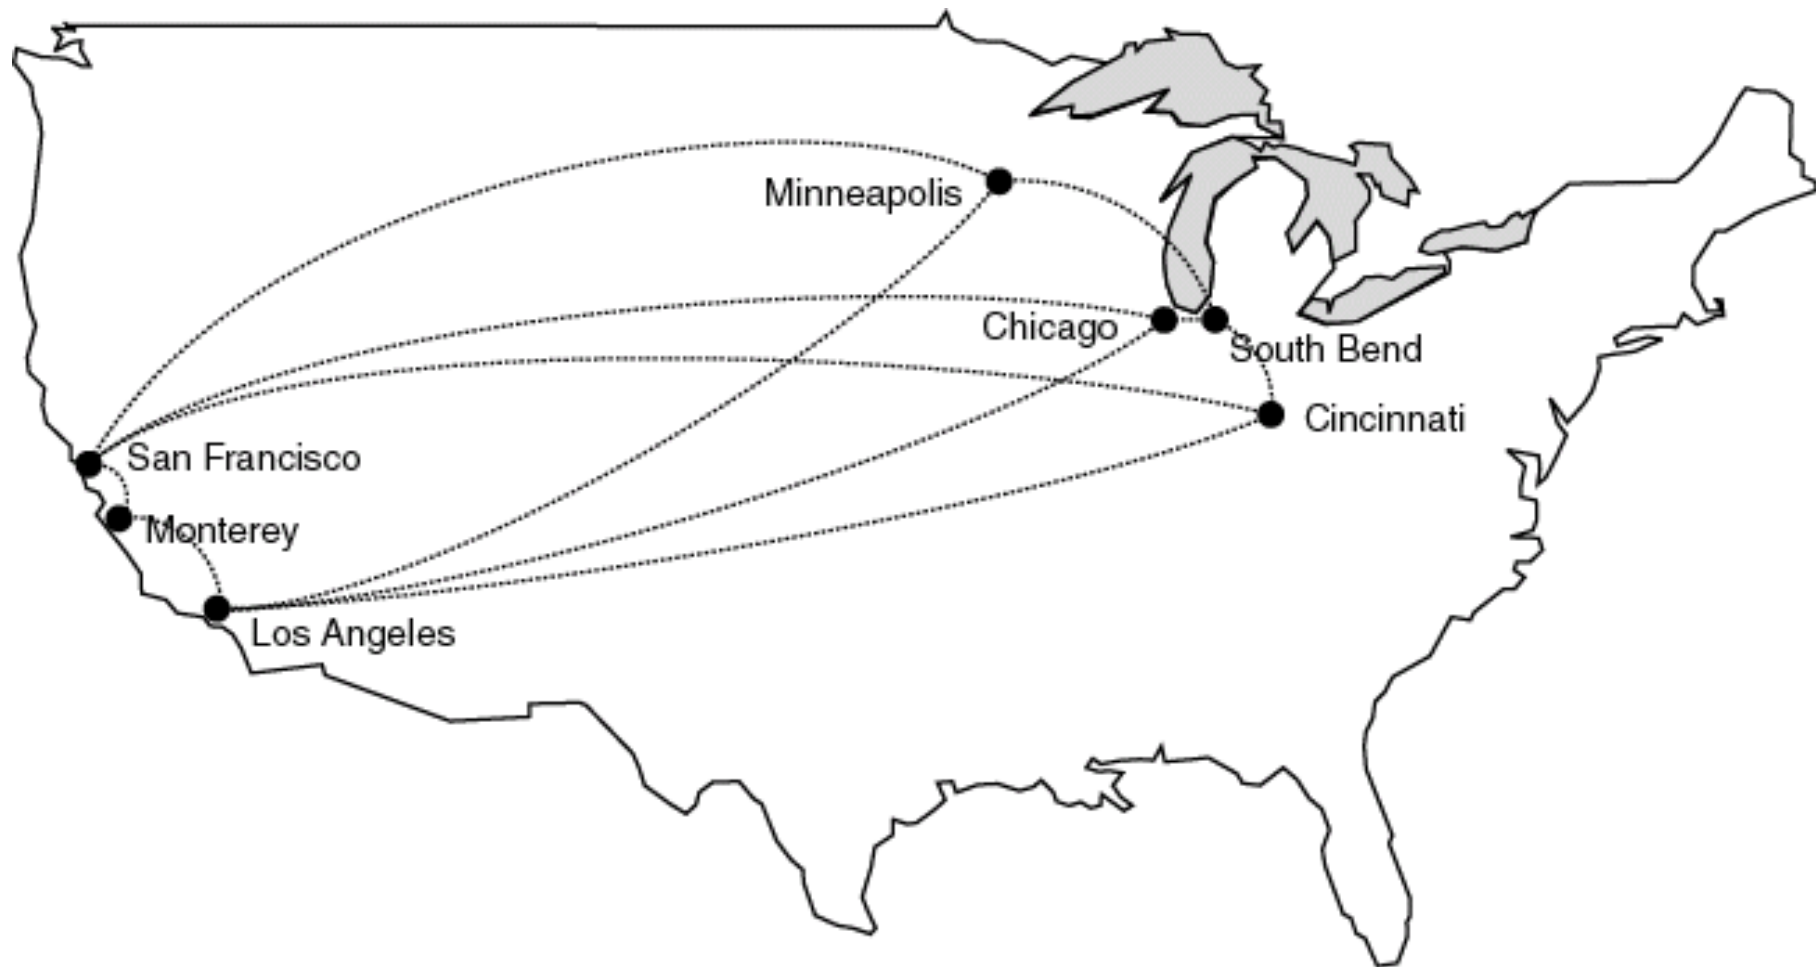 Minneapolis
Chicago
South Bend
Cincinnati
San Francisco
Monterey
Los Angeles